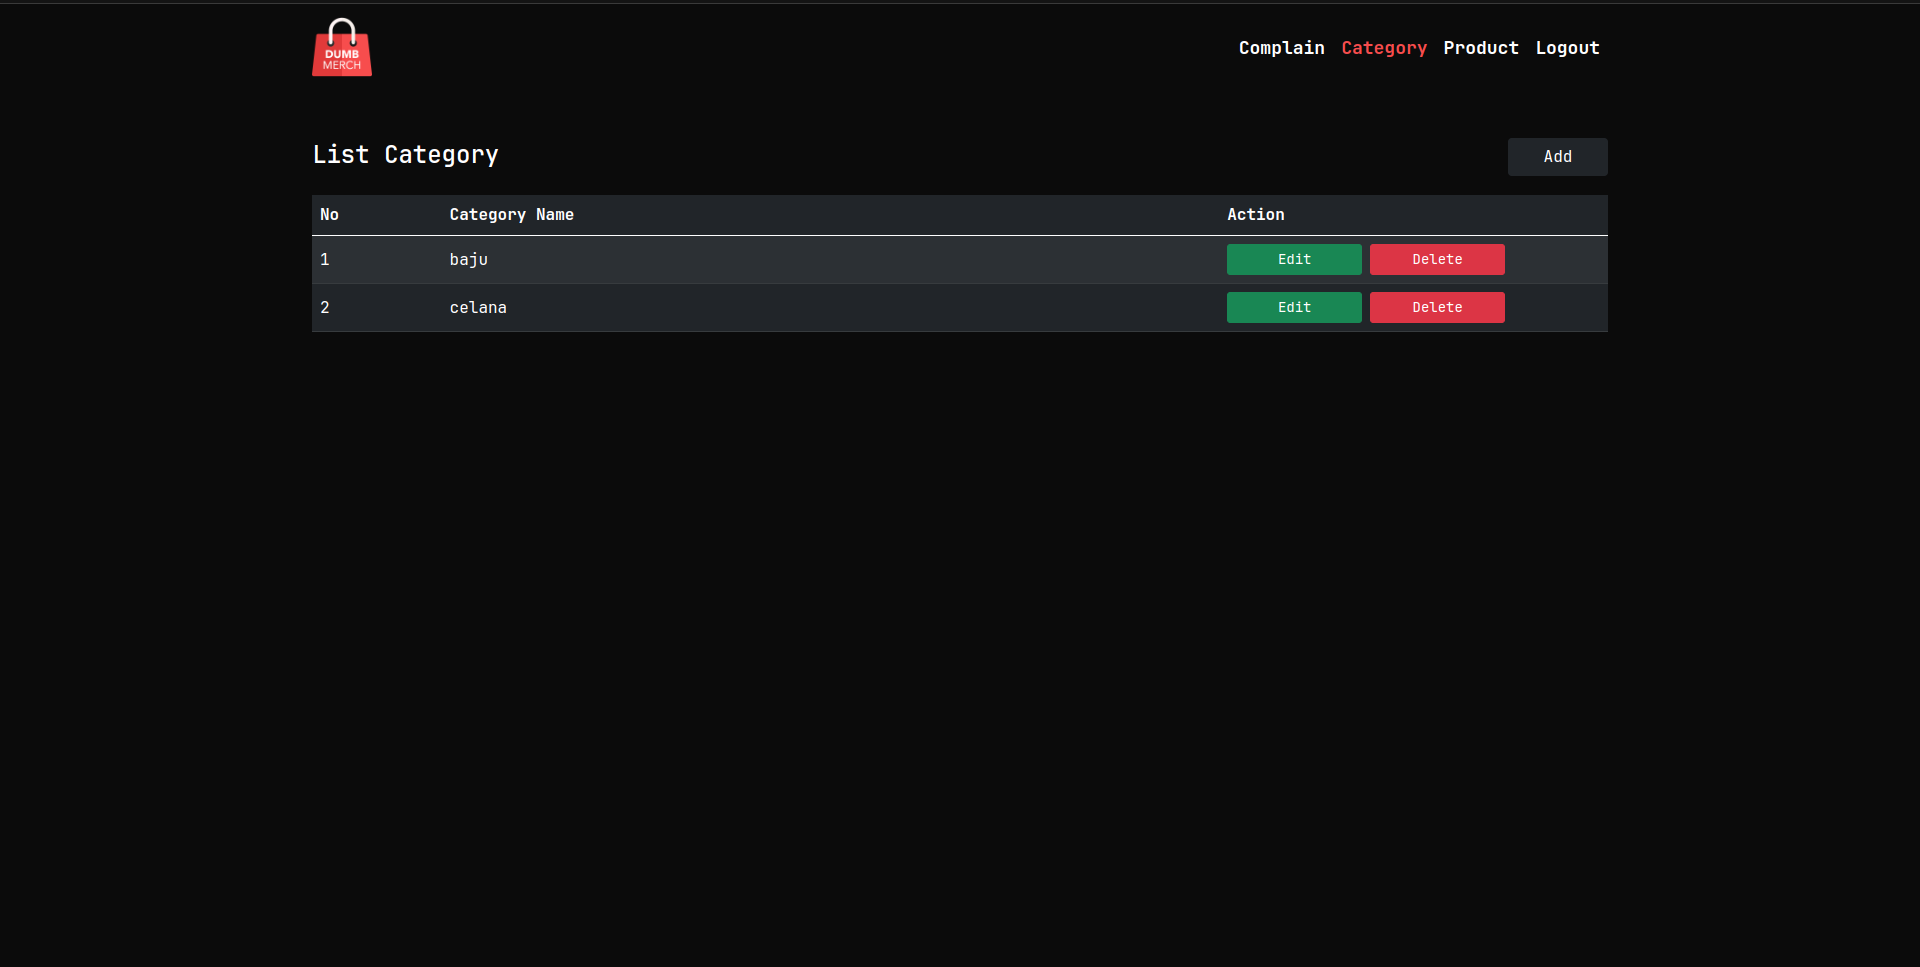 DUMB
MERCH
Complain Category Product Logout
List Category
Add
No Category Name Action
1 baju Edit Delete
2 celana Edit Delete